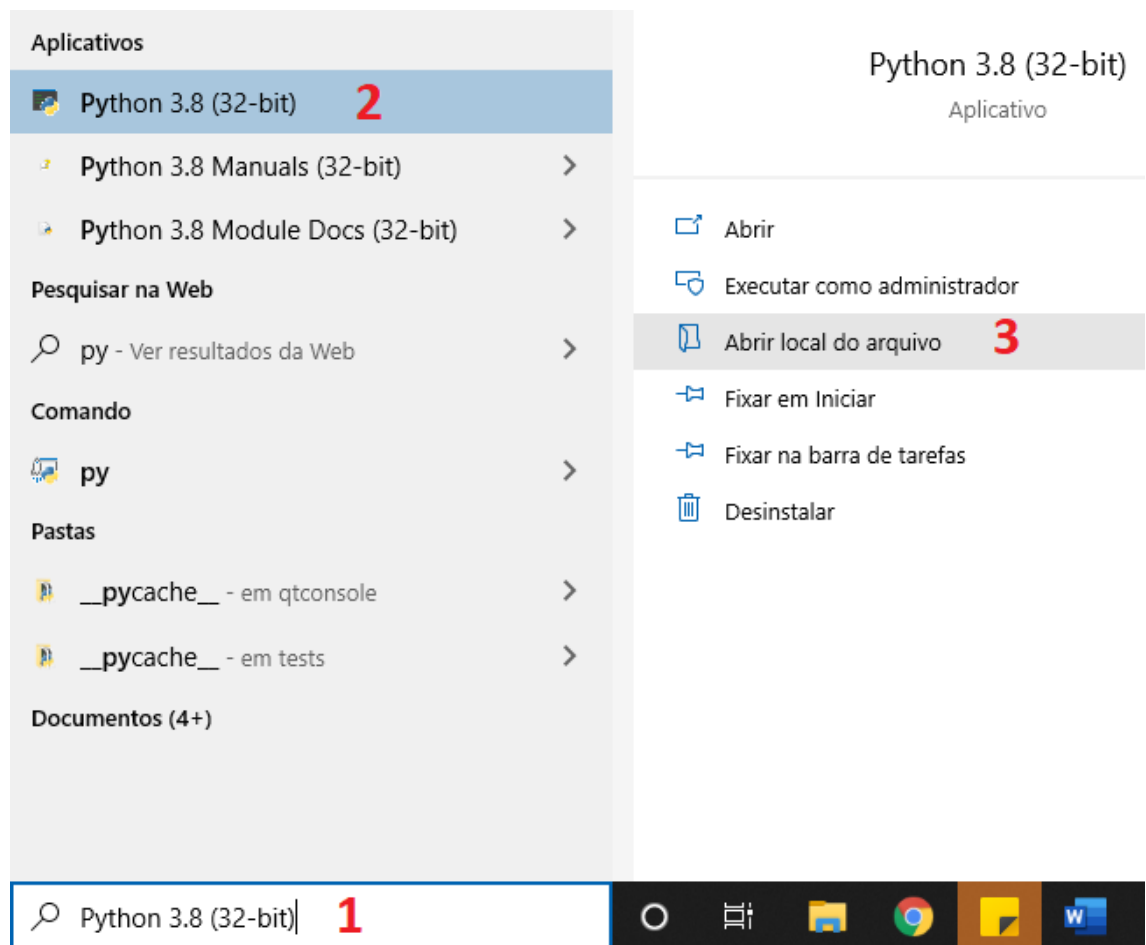 Aplicativos
Python 3.8 (32-bit) 2
Python 3.8 Manuals (32-bit)
Python 3.8 Module Docs (32-bit)
Pesquisar na Web
py - Ver resultados da Web
Comando
py
Pastas
__pycache__ - em qtconsole
__pycache__ - em tests
Documentos (4+)
Python 3.8 (32-bit) 1
Python 3.8 (32-bit)
Aplicativo
Abrir
Executar como administrador
Abrir local do arquivo 3
Fixar em Iniciar
Fixar na barra de tarefas
Desinstalar
W